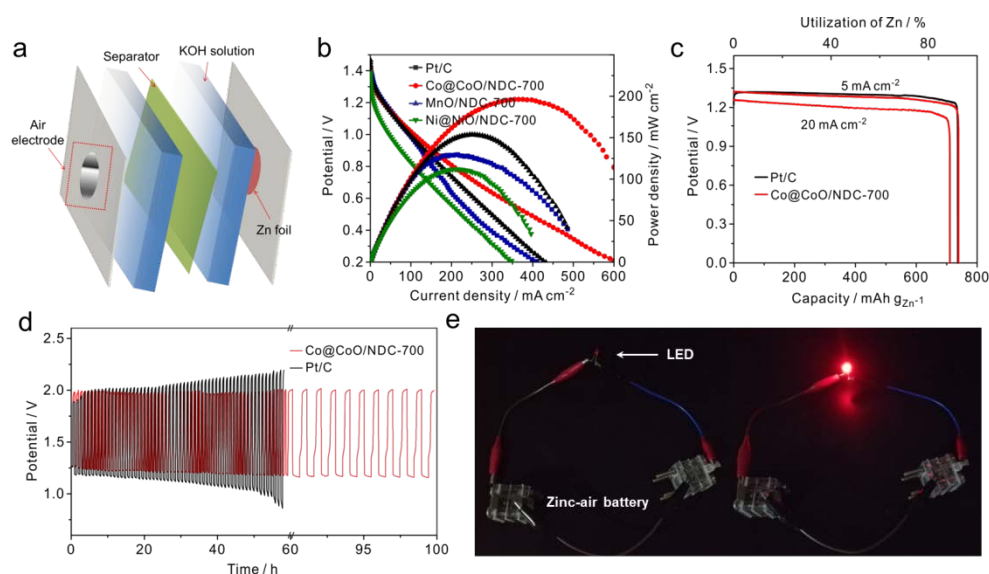 a
Separator
KOH solution
Air
electrode
Zn foil
b
Pt/C
Co@CoO/NDC-700
MnO/NDC-700
Ni@NiO/NDC-700
Potential / V
1.4
1.2
1.0
0.8
0.6
0.4
0.2
0 100 200 300 400 500 600
Current density / mA cm-2
200
150
100
50
0
Power density / mW cm-2
c
Utilization of Zn / %
0 40 80
5 mA cm-2
20 mA cm-2
Pt/C
Co@CoO/NDC-700
Potential / V
1.5
1.2
0.9
0.6
0.3
0.0
0 200 400 600 800
Capacity / mAh gZn-1
d
Co@CoO/NDC-700
Pt/C
Potential / V
2.5
2.0
1.5
1.0
0 20 40 60 95 100
Time / h
e
LED
Zinc-air battery